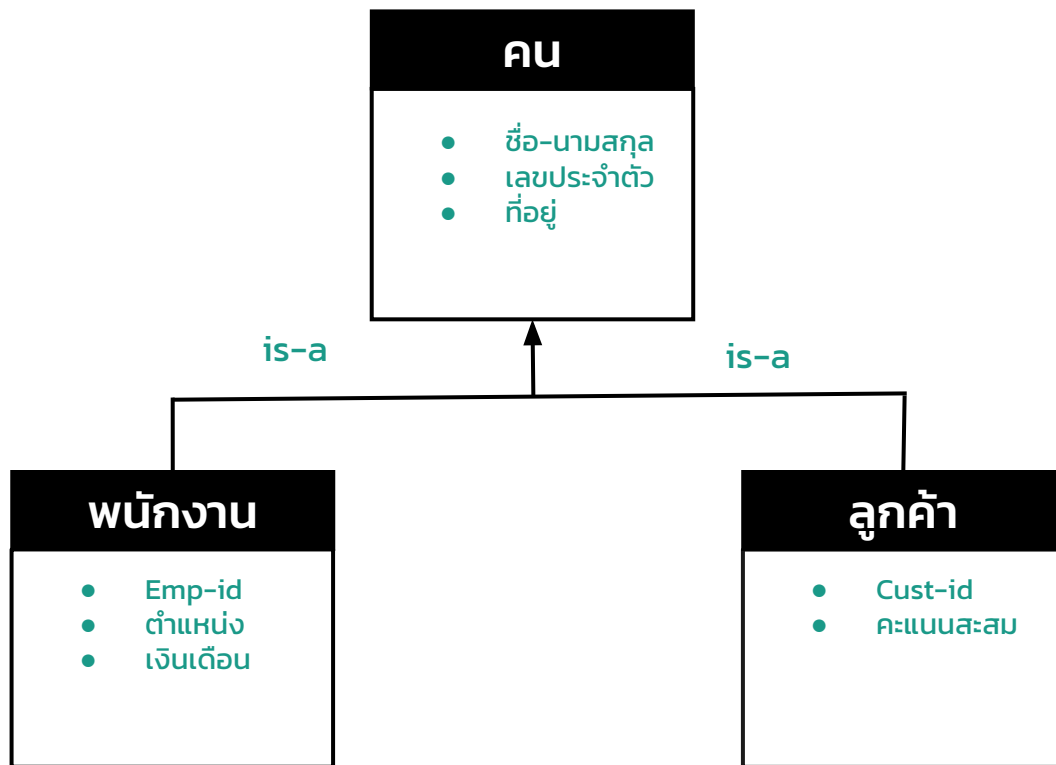 คน
● ชื่อ-นามสกุล
● เลขประจำตัว
● ที่อยู่
is-a
is-a
พนักงาน
● Emp-id
● ตำแหน่ง
● เงินเดือน
ลูกค้า
● Cust-id
● คะแนนสะสม